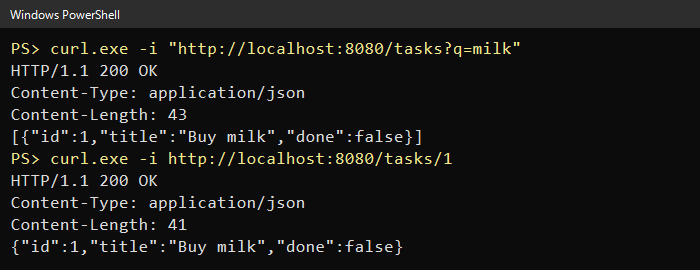 Windows PowerShell
PS> curl.exe -i "http://localhost:8080/tasks?q=milk"
HTTP/1.1 200 OK
Content-Type: application/json
Content-Length: 43
[{"id":1,"title":"Buy milk","done":false}]
PS> curl.exe -i http://localhost:8080/tasks/1
HTTP/1.1 200 OK
Content-Type: application/json
Content-Length: 41
{"id":1,"title":"Buy milk","done":false}